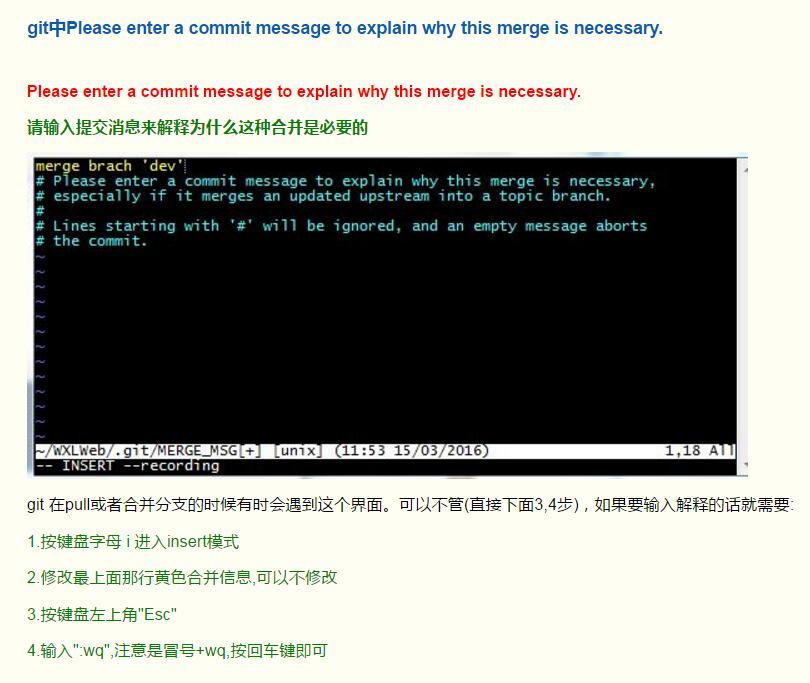 git中Please enter a commit message to explain why this merge is necessary.
Please enter a commit message to explain why this merge is necessary.
请输入提交消息来解释为什么这种合并是必要的
merge brach 'dev'
# Please enter a commit message to explain why this merge is necessary,
# especially if it merges an updated upstream into a topic branch.
#
# Lines starting with '#' will be ignored, and an empty message aborts
# the commit.
~
~
~
~
~
~
~
~
~
~
~
~
~
~/WXLWeb/.git/MERGE_MSG[+] [unix] (11:53 15/03/2016) 1,18 All
-- INSERT --recording
git 在pull或者合并分支的时候有时会遇到这个界面。可以不管(直接下面3,4步)，如果要输入解释的话就需要:
1.按键盘字母 i 进入insert模式
2.修改最上面那行黄色合并信息,可以不修改
3.按键盘左上角"Esc"
4.输入":wq",注意是冒号+wq,按回车键即可